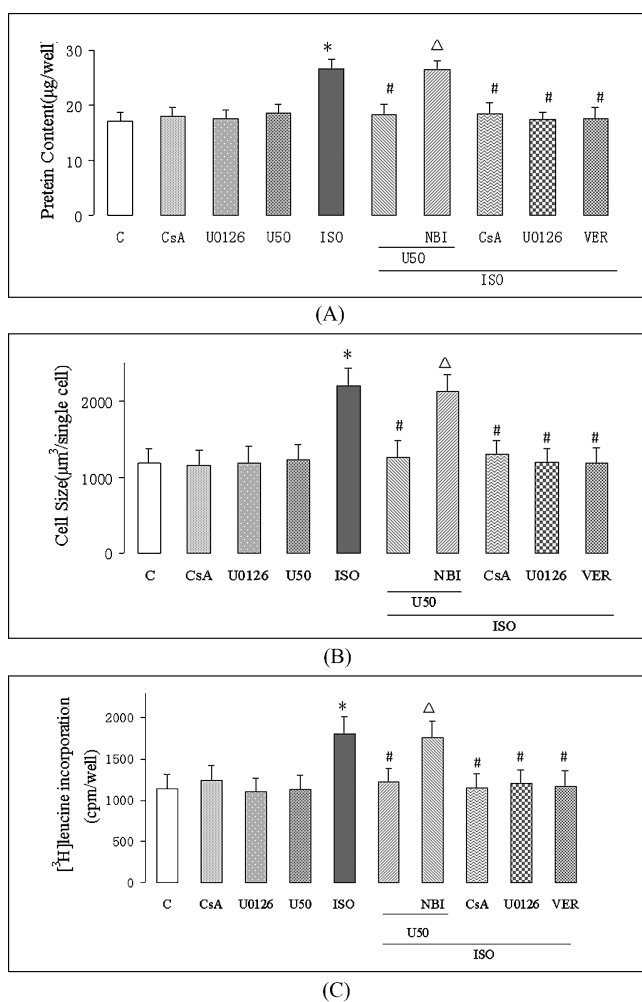 Pretein Content(μg/well)
30
20
10
0
*
#
△
#
#
#
C CsA U0126 U50 ISO NBI CsA U0126 VER
U50
ISO
(A)
Cell Size(μm³/single cell)
2000
1000
0
*
#
△
#
#
#
C CsA U0126 U50 ISO NBI CsA U0126 VER
U50
ISO
(B)
[³H]leucine incorporation
(cpm/well)
2000
1500
1000
500
0
*
#
△
#
#
#
C CsA U0126 U50 ISO NBI CsA U0126 VER
U50
ISO
(C)